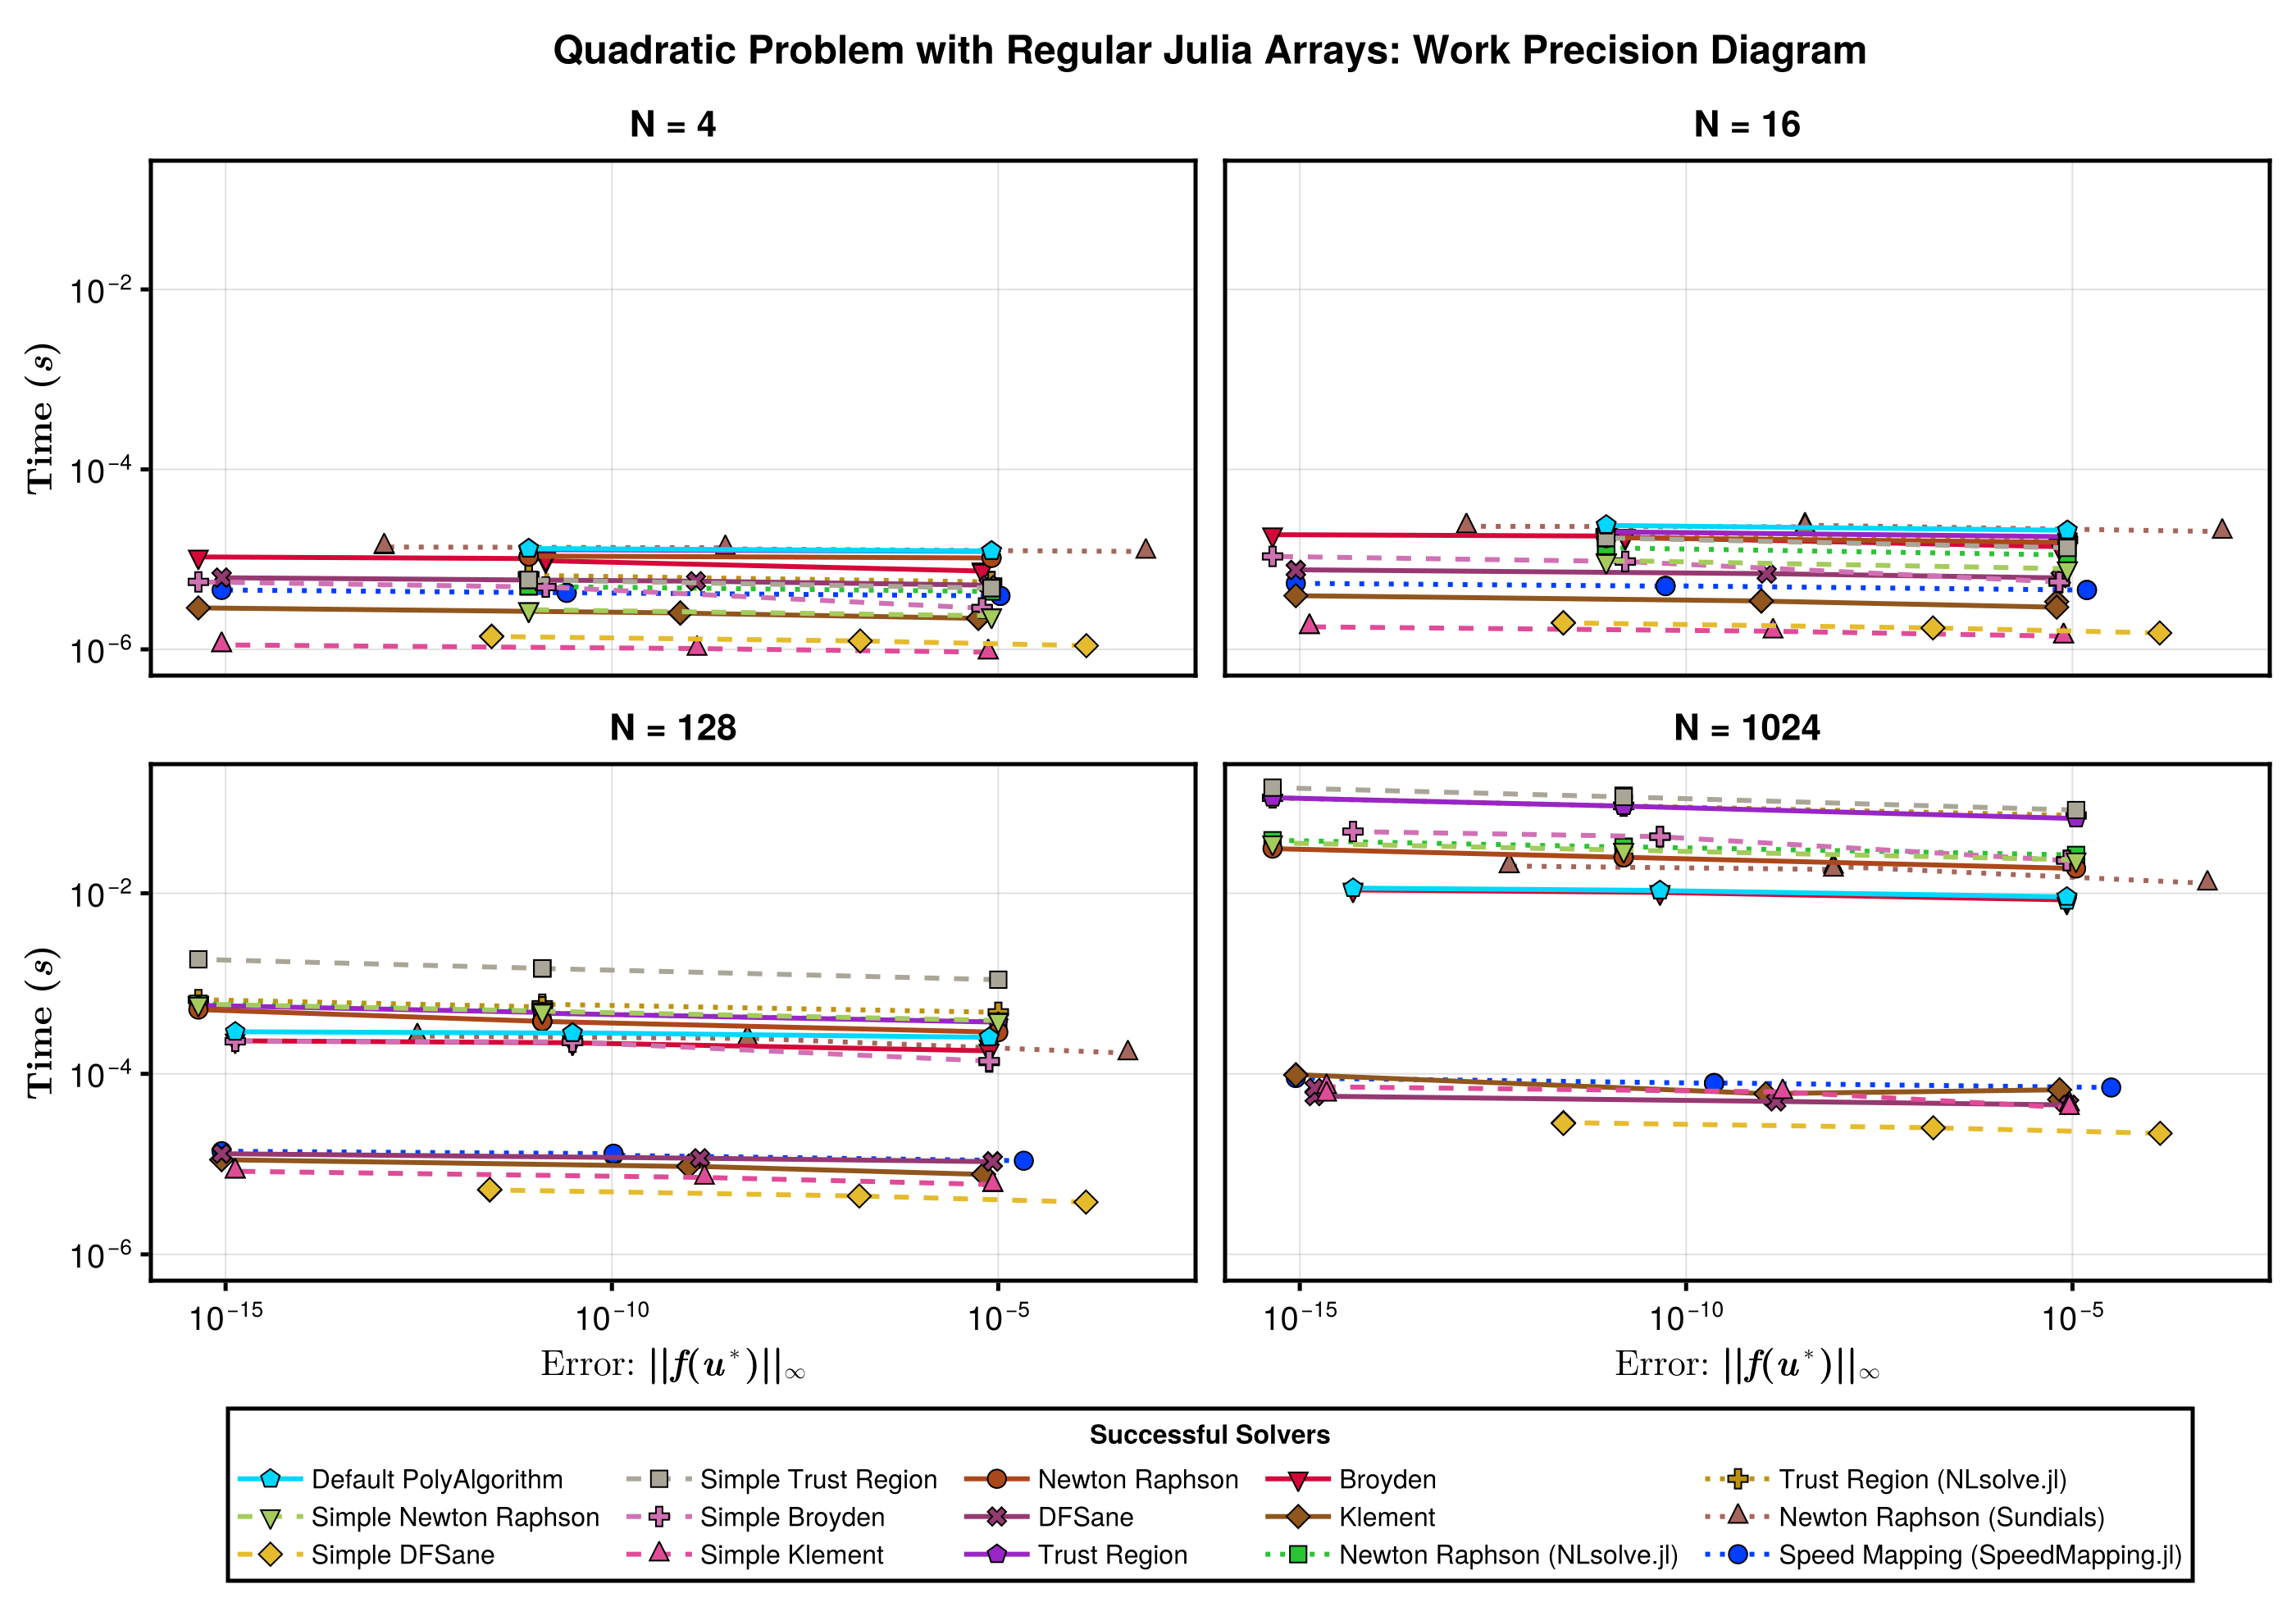 Quadratic Problem with Regular Julia Arrays: Work Precision Diagram
N = 4
N = 16
Time (s)
10⁻²
10⁻⁴
10⁻⁶
N = 128
N = 1024
Time (s)
10⁻²
10⁻⁴
10⁻⁶
10⁻¹⁵ 10⁻¹⁰ 10⁻⁵
10⁻¹⁵ 10⁻¹⁰ 10⁻⁵
Error: ||f(u*)||∞
Error: ||f(u*)||∞
Successful Solvers
Default PolyAlgorithm Simple Trust Region Newton Raphson Broyden Trust Region (NLsolve.jl)
Simple Newton Raphson Simple Broyden DFSane Klement Newton Raphson (Sundials)
Simple DFSane Simple Klement Trust Region Newton Raphson (NLsolve.jl) Speed Mapping (SpeedMapping.jl)